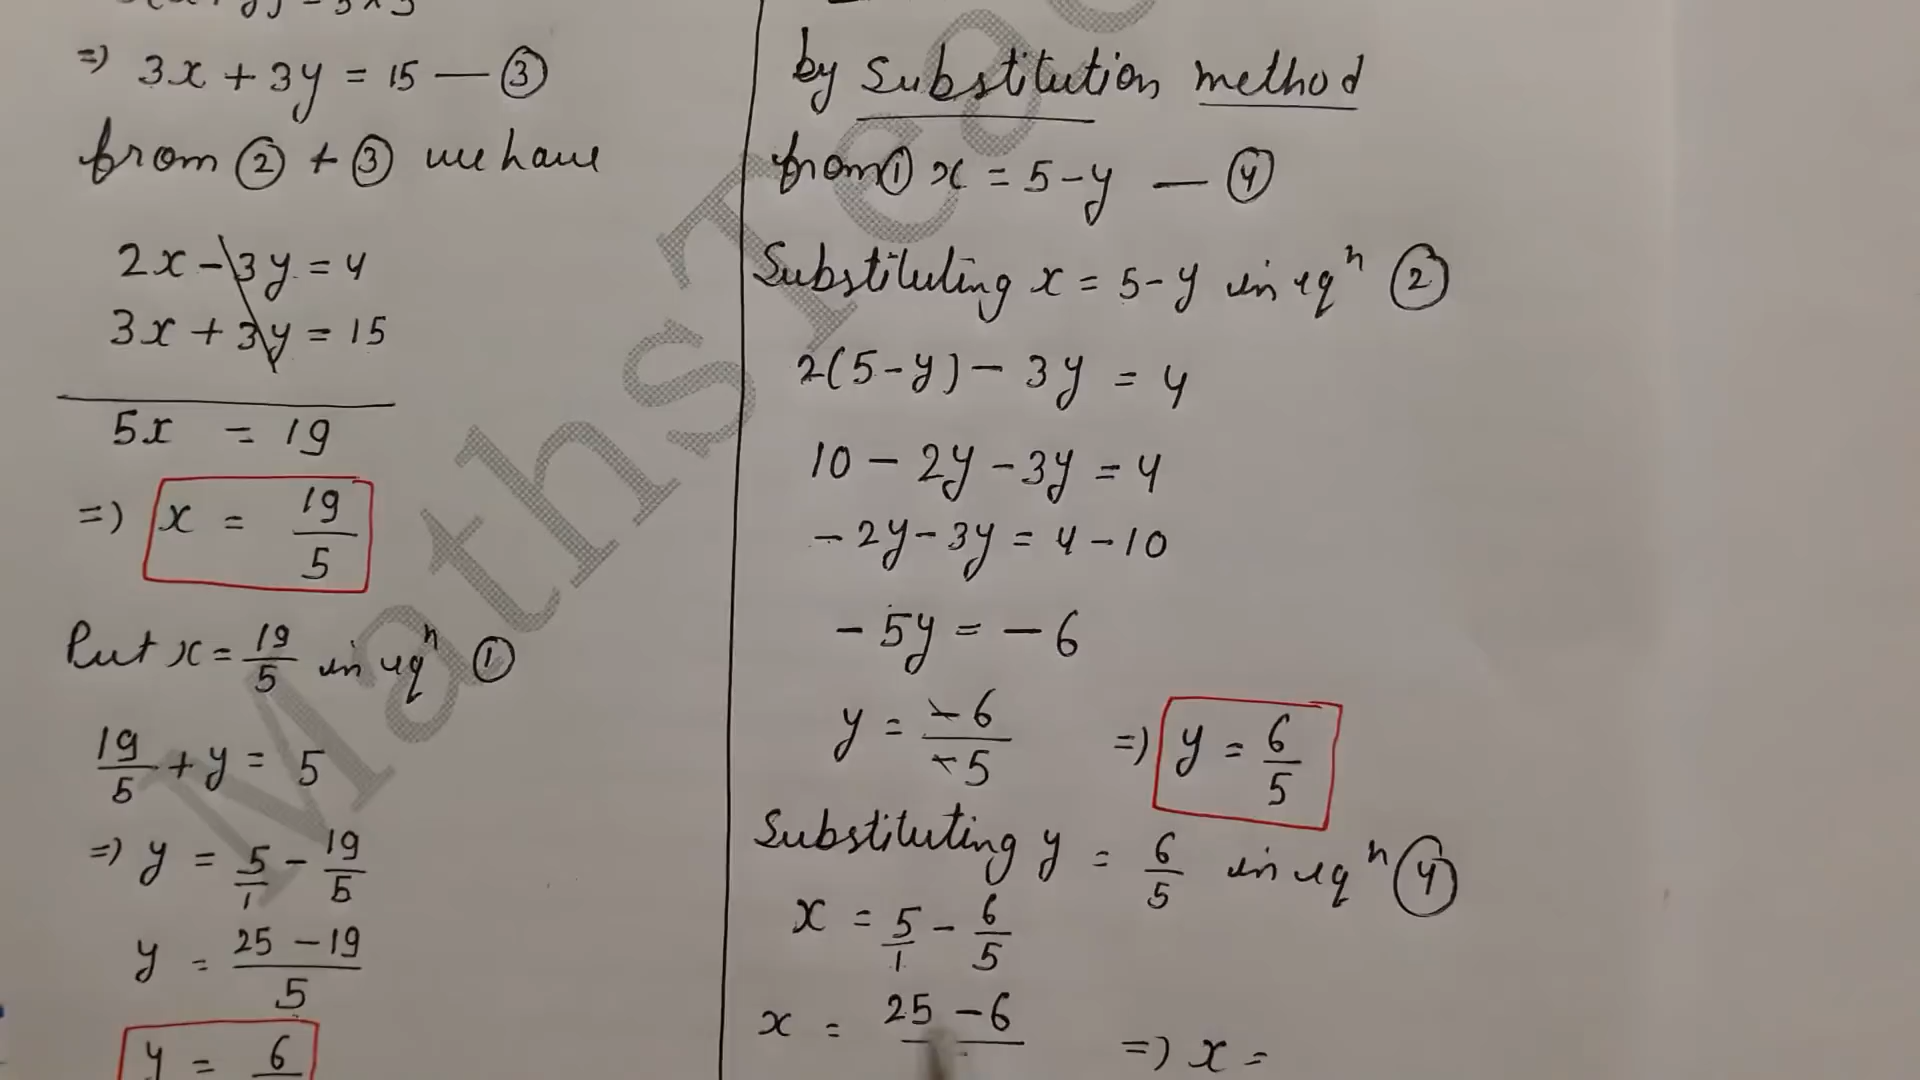 =) 3x + 3y = 15 — ③
from ② + ③ we have
2x - 3y = 4
3x + 3y = 15
5x = 19
=) x = 19/5
Put x = 19/5 in eqⁿ ①
19/5 + y = 5
=) y = 5/1 - 19/5
y = 25 - 19/5
y = 6
by substitution method
from ① x = 5 - y — ④
Substituting x = 5 - y in eqⁿ ②
2(5 - y) - 3y = 4
10 - 2y - 3y = 4
- 2y - 3y = 4 - 10
- 5y = - 6
y = -6/-5 =) y = 6/5
Substituting y = 6/5 in eqⁿ ④
x = 5/1 - 6/5
x = 25 - 6 =) x =